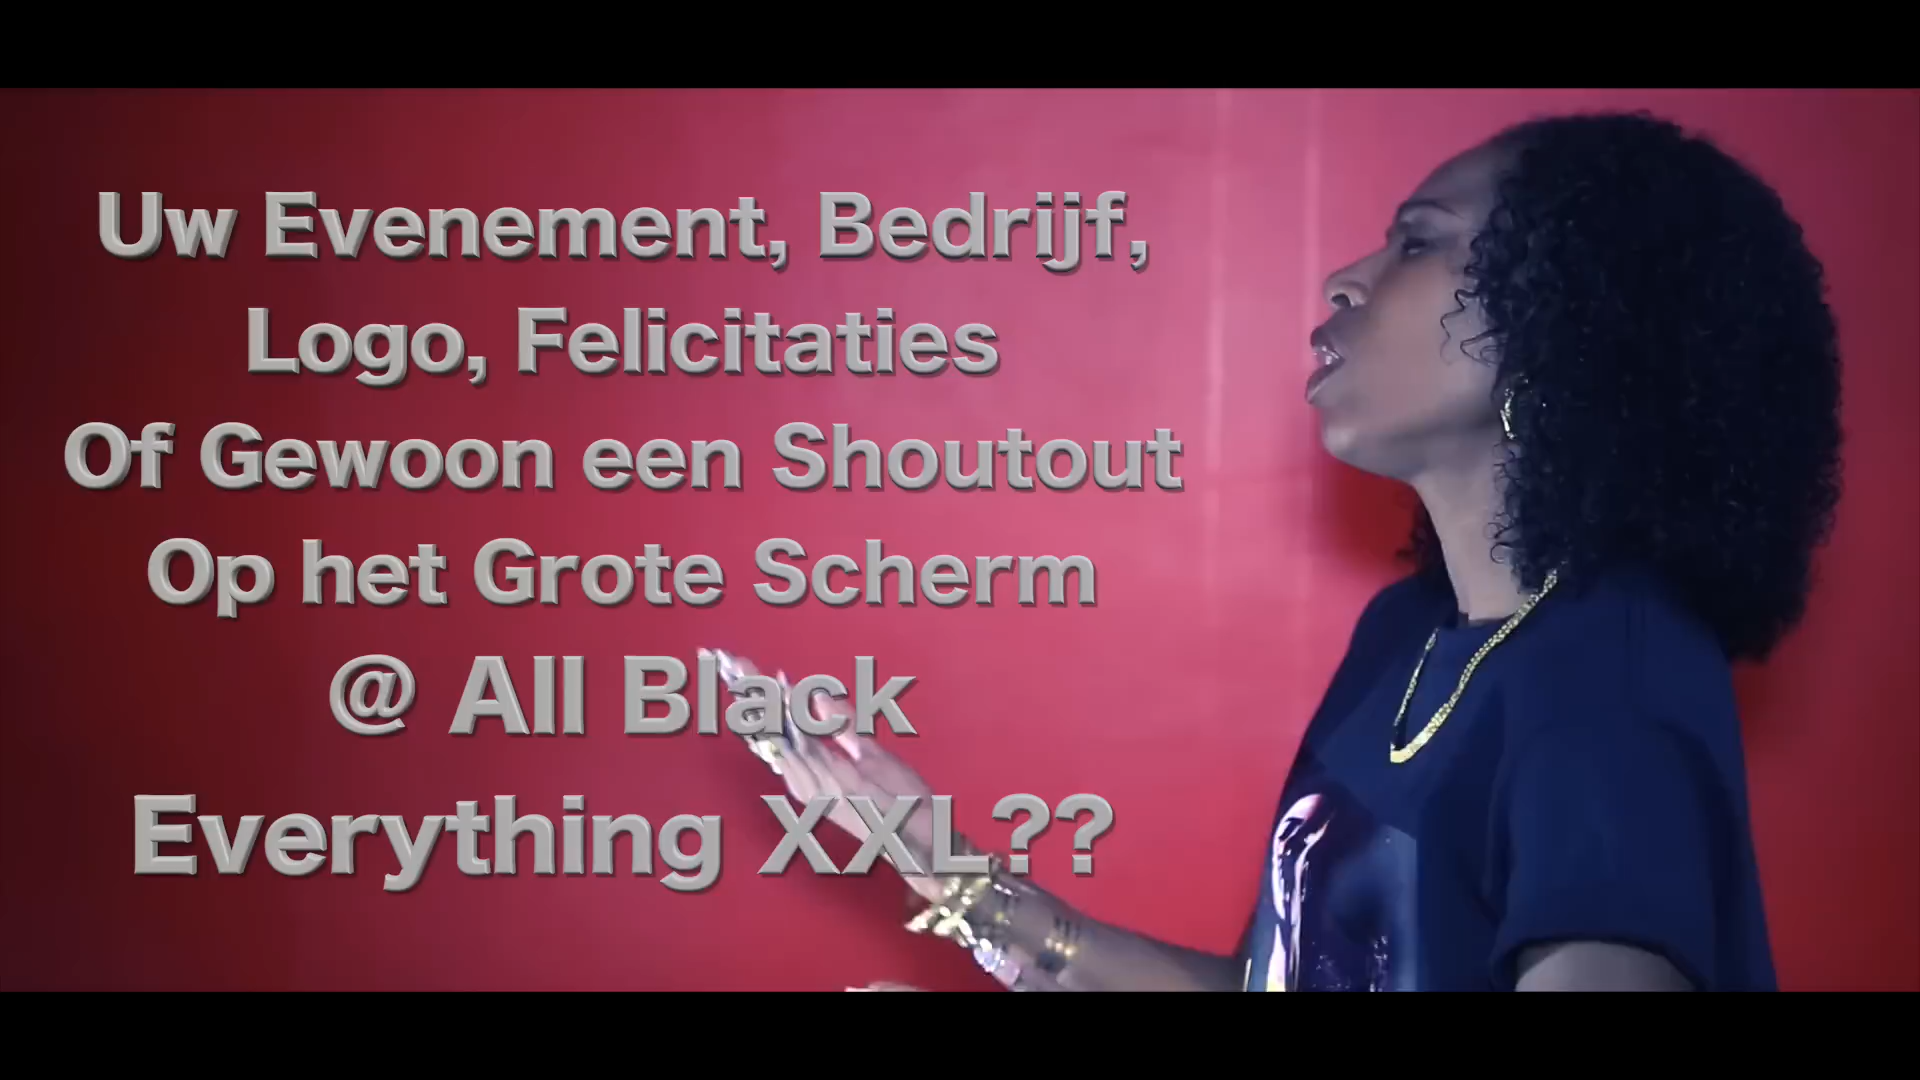 Uw Evenement, Bedrijf,
Logo, Felicitaties
Of Gewoon een Shoutout
Op het Grote Scherm
@ All Black
Everything XXL??